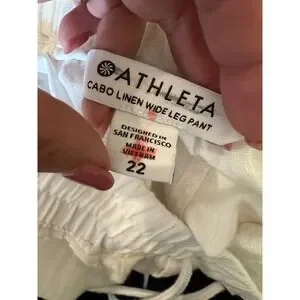 ATHLETA
CABO LINEN WIDE LEG PANT
DESIGNED IN
SAN FRANCISCO
MADE IN
VIETNAM
22